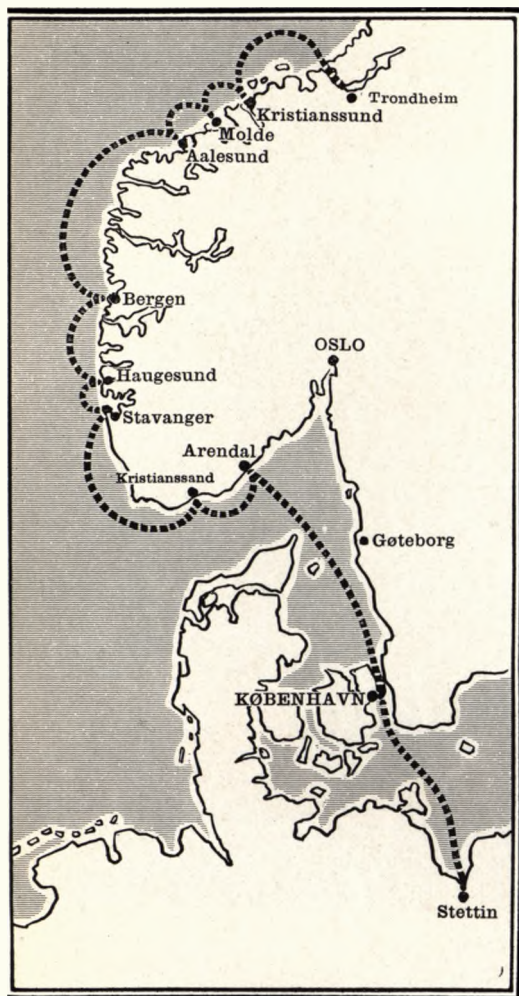 Trondheim
Kristianssund
Molde
Aalesund
Bergen
OSLO
Haugesund
Stavanger
Arendal
Kristianssand
Gøteborg
KØBENHAVN
Stettin